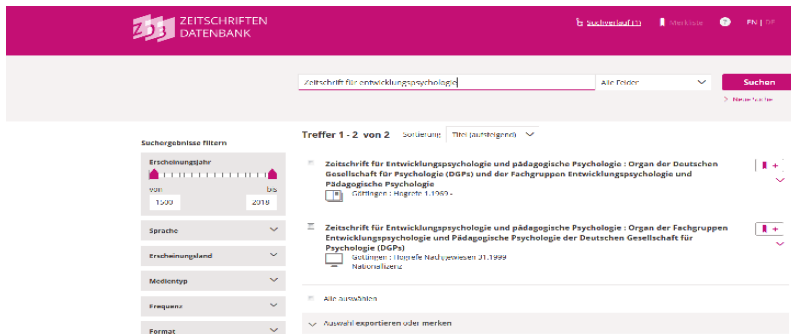 ZEITSCHRIFTEN
DATENBANK
Suchverlauf (1)
Merkliste
?
EN | DE
Zeitschrift für entwicklungspsychologie
Alle Felder
Suchen
> Neue Suche
Suchergebnisse filtern
Treffer 1 - 2 von 2
Sortierung
Titel (aufsteigend)
Erscheinungsjahr
von
bis
1500
2018
Sprache
Erscheinungsland
Medientyp
Frequenz
Format
Zeitschrift für Entwicklungspsychologie und pädagogische Psychologie : Organ der Deutschen
Gesellschaft für Psychologie (DGPs) und der Fachgruppen Entwicklungspsychologie und
Pädagogische Psychologie
Göttingen : Hogrefe 1.1969 -
Zeitschrift für Entwicklungspsychologie und pädagogische Psychologie : Organ der Fachgruppen
Entwicklungspsychologie und Pädagogische Psychologie der Deutschen Gesellschaft für
Psychologie (DGPs)
Göttingen : Hogrefe Nachgewiesen 31.1999
Nationallizenz
Alle auswählen
Auswahl exportieren oder merken